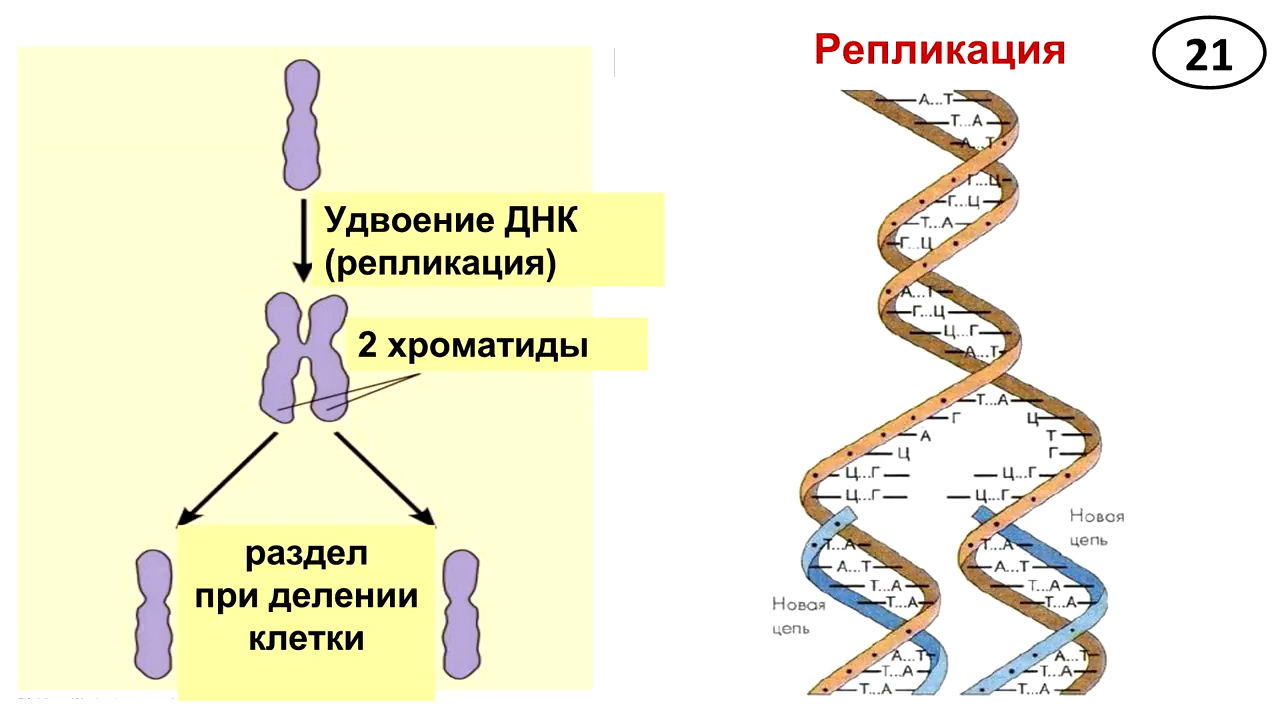 Репликация
21
Удвоение ДНК
(репликация)
2 хроматиды
раздел
при делении
клетки
А...Т
Т...А
А...Т
Г...Ц
Г...Ц
Т...А
Г...Ц
А...Т
Г...Ц
Ц...Г
А...Т
Т...А
Г Ц
А Т
Ц Г
Ц...Г Ц...Г
Ц...Г Ц...Г
Новая
цепь
Т...А Т...А
А...Т А...Т
Т...А Т...А
Т...А Т...А
Новая
цепь
А...Т А...Т
Т...А Т...А
Т...А Т...А